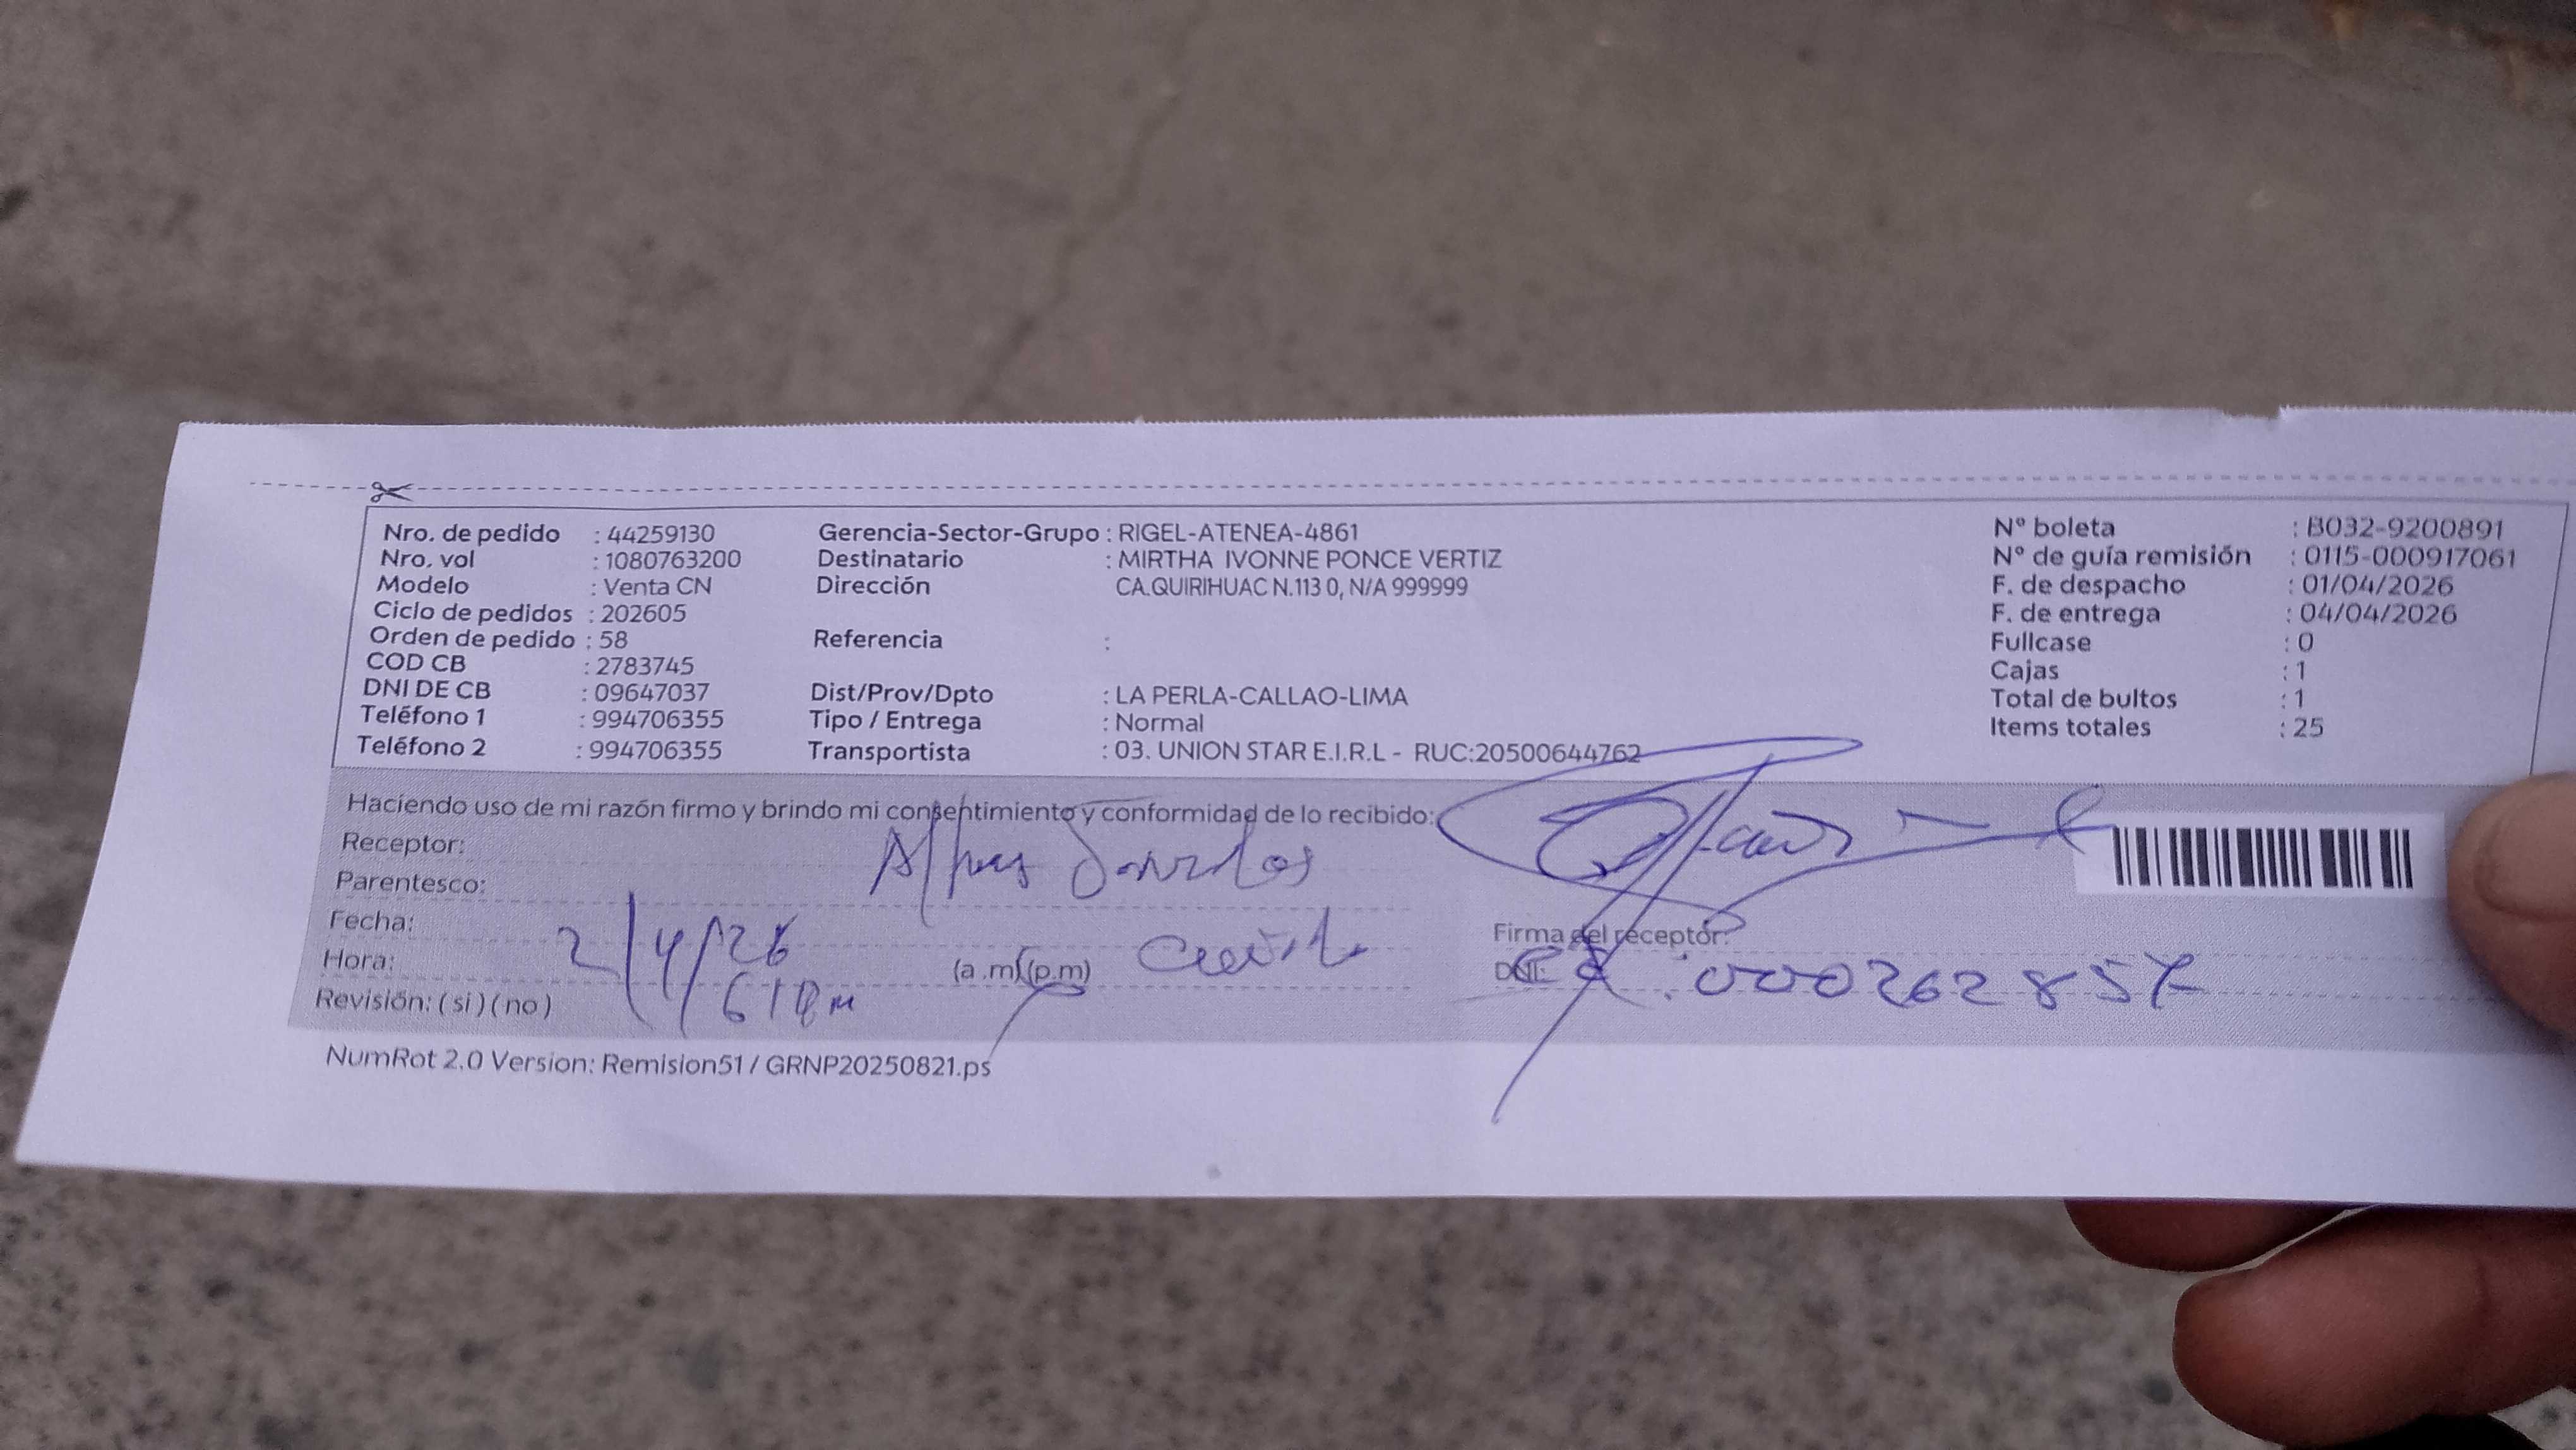 Nro. de pedido : 44259130 Gerencia-Sector-Grupo : RIGEL-ATENEA-4861 N° boleta : B032-9200891
Nro. vol : 1080763200 Destinatario : MIRTHA IVONNE PONCE VERTIZ N° de guía remisión : 0115-000917061
Modelo : Venta CN Dirección CA.QUIRIHUAC N.113 0, N/A 999999 F. de despacho : 01/04/2026
Ciclo de pedidos : 202605 F. de entrega : 04/04/2026
Orden de pedido : 58 Referencia : Fullcase : 0
COD CB : 2783745 Cajas : 1
DNI DE CB : 09647037 Dist/Prov/Dpto : LA PERLA-CALLAO-LIMA Total de bultos : 1
Teléfono 1 : 994706355 Tipo / Entrega : Normal Items totales : 25
Teléfono 2 : 994706355 Transportista : 03. UNION STAR E.I.R.L - RUC:20500644762
Haciendo uso de mi razón firmo y brindo mi consentimiento y conformidad de lo recibido:
Receptor:
Parentesco:
Fecha: 2/4/26 Firma del receptor:
Hora: (a.m)(p.m) DNI:
Revisión: (si) (no)
NumRot 2.0 Version: Remision51 / GRNP20250821.ps